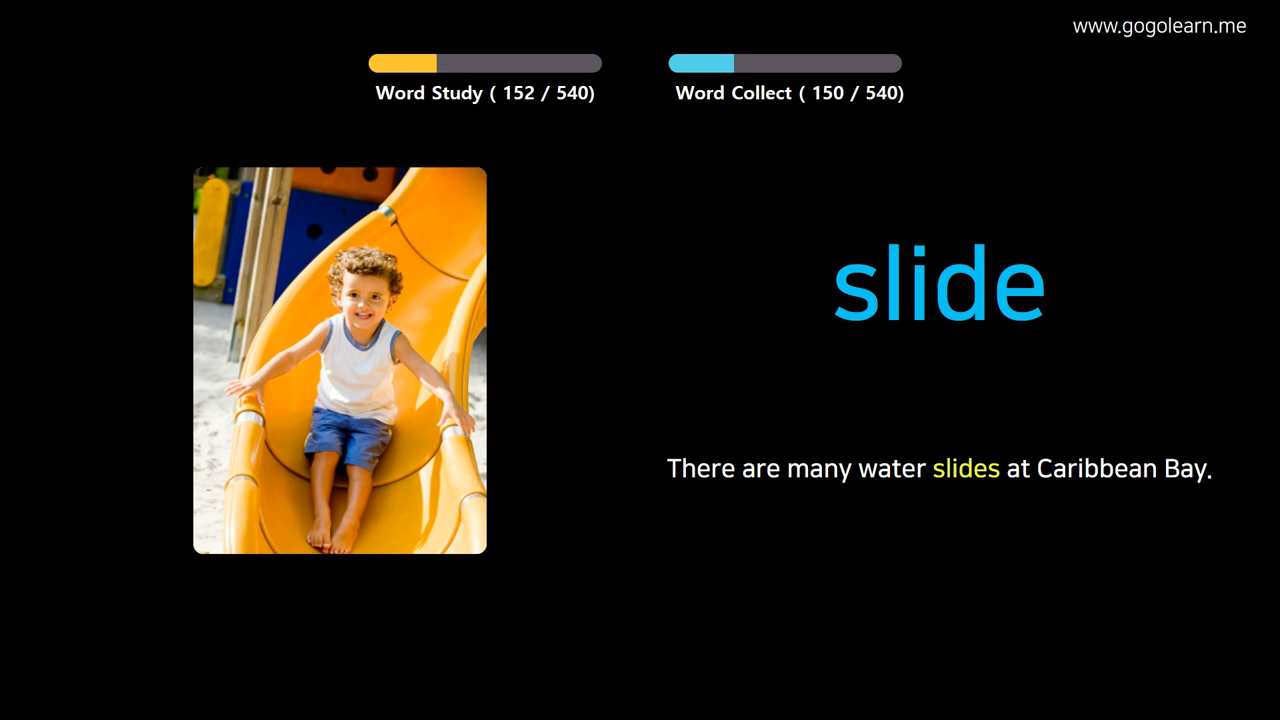 www.gogolearn.me
Word Study ( 152 / 540)
Word Collect ( 150 / 540)
slide
There are many water slides at Caribbean Bay.